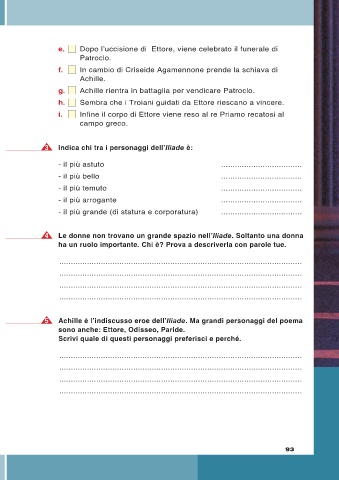 e. Dopo l'uccisione di Ettore, viene celebrato il funerale di
Patroclo.
f. In cambio di Criseide Agamennone prende la schiava di
Achille.
g. Achille rientra in battaglia per vendicare Patroclo.
h. Sembra che i Troiani guidati da Ettore riescano a vincere.
i. Infine il corpo di Ettore viene reso al re Priamo recatosi al
campo greco.
3 Indica chi tra i personaggi dell'Iliade è:
- il più astuto ...................................
- il più bello ...................................
- il più temuto ...................................
- il più arrogante ...................................
- il più grande (di statura e corporatura) ...................................
4 Le donne non trovano un grande spazio nell'Iliade. Soltanto una donna
ha un ruolo importante. Chi è? Prova a descriverla con parole tue.
5 Achille è l'indiscusso eroe dell'Iliade. Ma grandi personaggi del poema
sono anche: Ettore, Odisseo, Paride.
Scrivi quale di questi personaggi preferisci e perché.
93